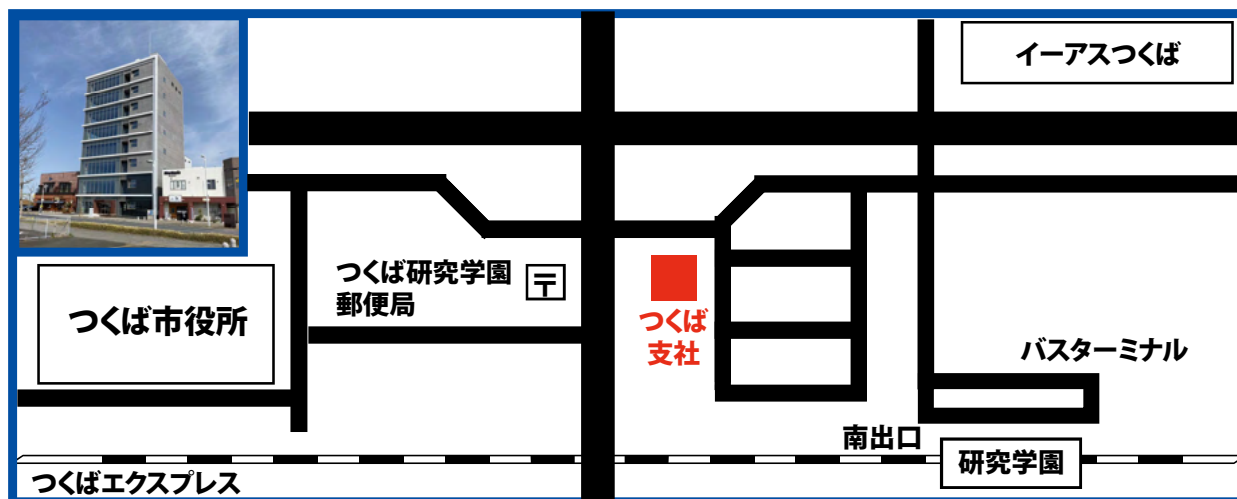 イーアスつくば
つくば研究学園
郵便局
〒
つくば市役所
つくば
支社
バスターミナル
南出口
研究学園
つくばエクスプレス